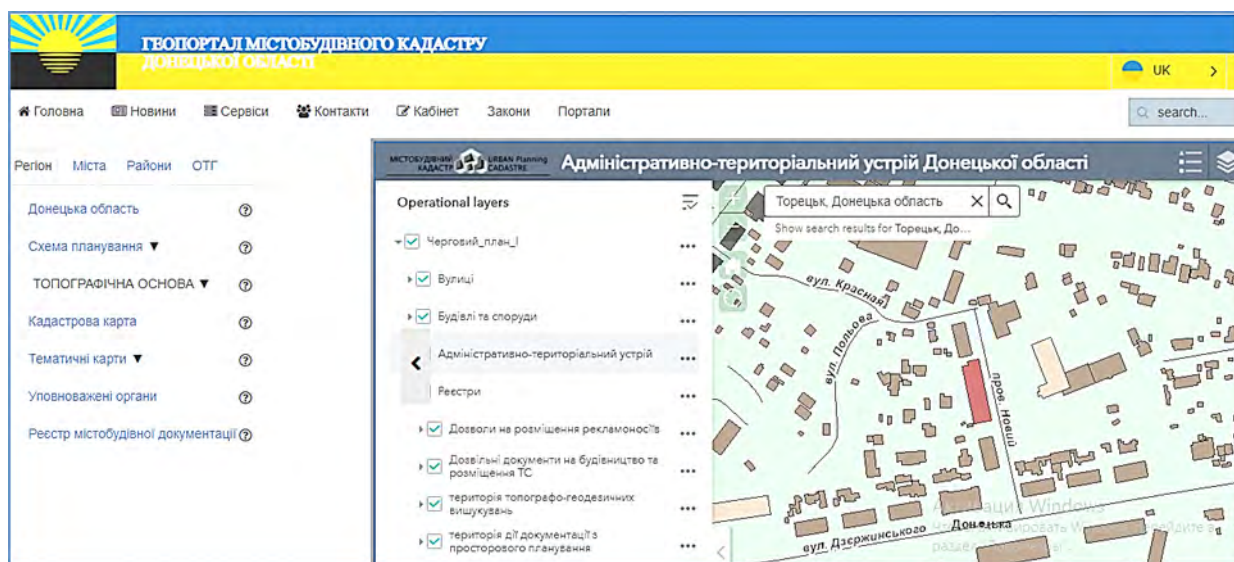 ГЕОПОРТАЛ МІСТОБУДІВНОГО КАДАСТРУ
ДОНЕЦЬКОЇ ОБЛАСТІ
UK
Головна Новини Сервіси Контакти Кабінет Закони Портали
search...
Регіон Міста Райони ОТГ
Донецька область
Схема планування ▼
ТОПОГРАФІЧНА ОСНОВА ▼
Кадастрова карта
Тематичні карти ▼
Уповноважені органи
Реєстр містобудівної документації
МІСТОБУДІВНИЙ КАДАСТР
URBAN Planning CADASTRE
Адміністративно-територіальний устрій Донецької області
Operational layers
Черговий_план_І
Вулиці
Будівлі та споруди
Адміністративно-територіальний устрій
Реєстри
Дозволи на розміщення рекламоносіїв
Дозвільні документи на будівництво та
розміщення ТС
територія топографо-геодезичних
вишукувань
територія дії документації з
просторового планування
Торецьк, Донецька область
Show search results for Торецьк, До...
вул. Красная
вул. Польова
пров. Новий
Донецька
вул. Дзержинського
Активация Windows